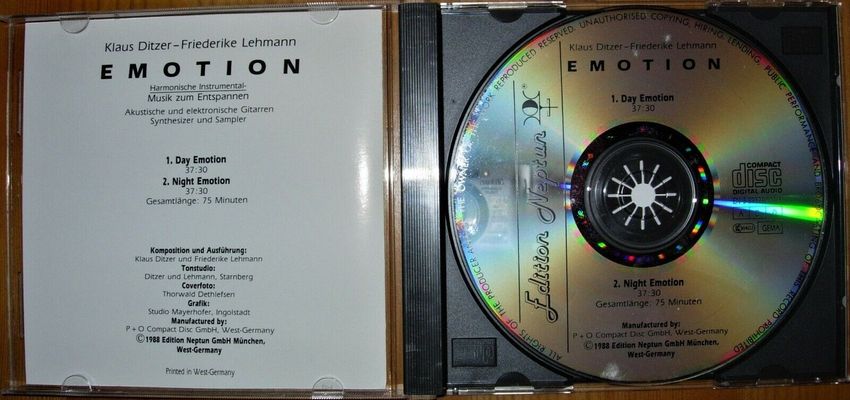 Klaus Ditzer – Friederike Lehmann
EMOTION
Harmonische Instrumental-
Musik zum Entspannen
Akustische und elektronische Gitarren
Synthesizer und Sampler
1. Day Emotion
37:30
2. Night Emotion
37:30
Gesamtlänge: 75 Minuten
Komposition und Ausführung:
Klaus Ditzer und Friederike Lehmann
Tonstudio:
Ditzer und Lehmann, Starnberg
Coverfoto:
Thorwald Dethlefsen
Grafik:
Studio Mayerhofer, Ingolstadt
Manufactured by:
P + O Compact Disc GmbH, West-Germany
©1988 Edition Neptun GmbH München,
West-Germany
Printed in West-Germany
Klaus Ditzer – Friederike Lehmann
EMOTION
1. Day Emotion
37:30
Edition Neptun
COMPACT
disc
DIGITAL AUDIO
GEMA
2. Night Emotion
37:30
Gesamtlänge: 75 Minuten
Manufactured by:
P + O Compact Disc GmbH, West-Germany
©1988 Edition Neptun GmbH München,
West-Germany
ALL RIGHTS OF THE PRODUCER AND THE OWNER REPRODUCED RESERVED. UNAUTHORISED COPYING, HIRING, LENDING, PUBLIC PERFORMANCE AND OF THIS RECORD PROHIBITED